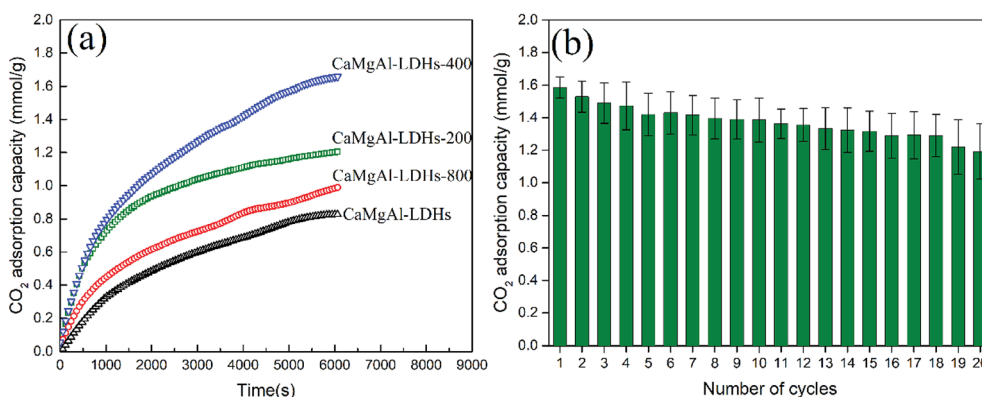 (a)
CO2 adsorption capacity (mmol/g)
2.0
1.8
1.6
1.4
1.2
1.0
0.8
0.6
0.4
0.2
0.0
CaMgAl-LDHs-400
CaMgAl-LDHs-200
CaMgAl-LDHs-800
CaMgAl-LDHs
0 1000 2000 3000 4000 5000 6000 7000 8000 9000
Time(s)
(b)
CO2 adsorption capacity (mmol/g)
2.0
1.8
1.6
1.4
1.2
1.0
0.8
0.6
0.4
0.2
0.0
1 2 3 4 5 6 7 8 9 10 11 12 13 14 15 16 17 18 19 20
Number of cycles